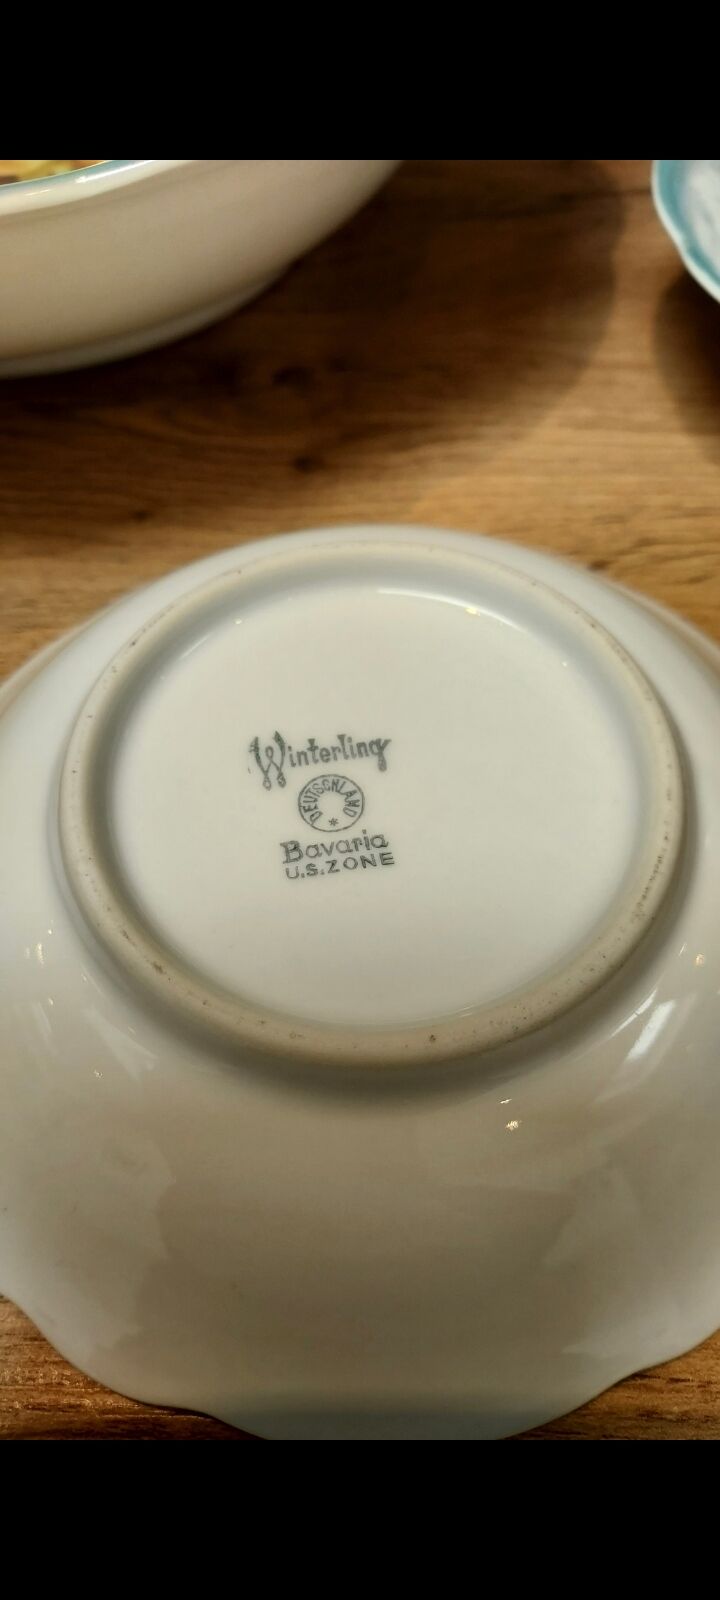 Winterling
DEUTSCHLAND
*
Bavaria
U.S.ZONE